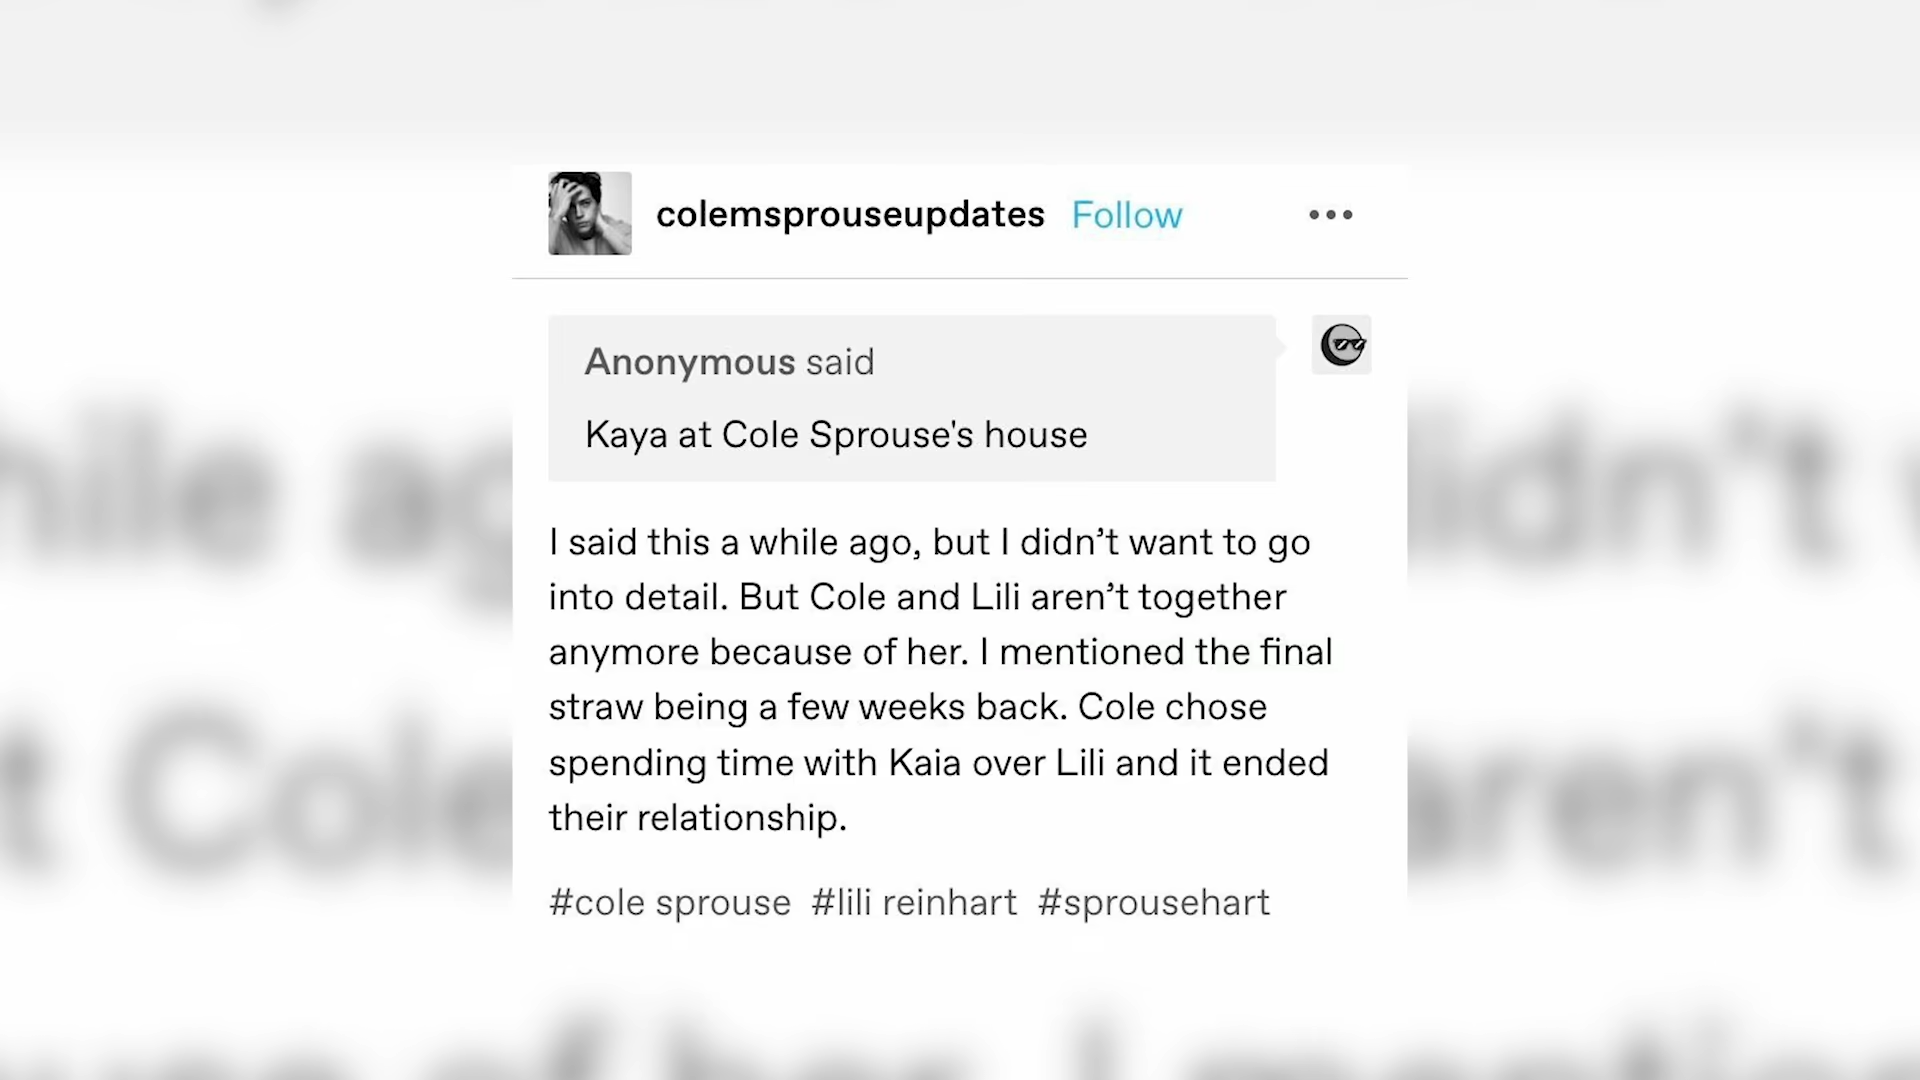 colemsprouseupdates Follow
Anonymous said
Kaya at Cole Sprouse's house
I said this a while ago, but I didn’t want to go
into detail. But Cole and Lili aren’t together
anymore because of her. I mentioned the final
straw being a few weeks back. Cole chose
spending time with Kaia over Lili and it ended
their relationship.
#cole sprouse #lili reinhart #sprousehart